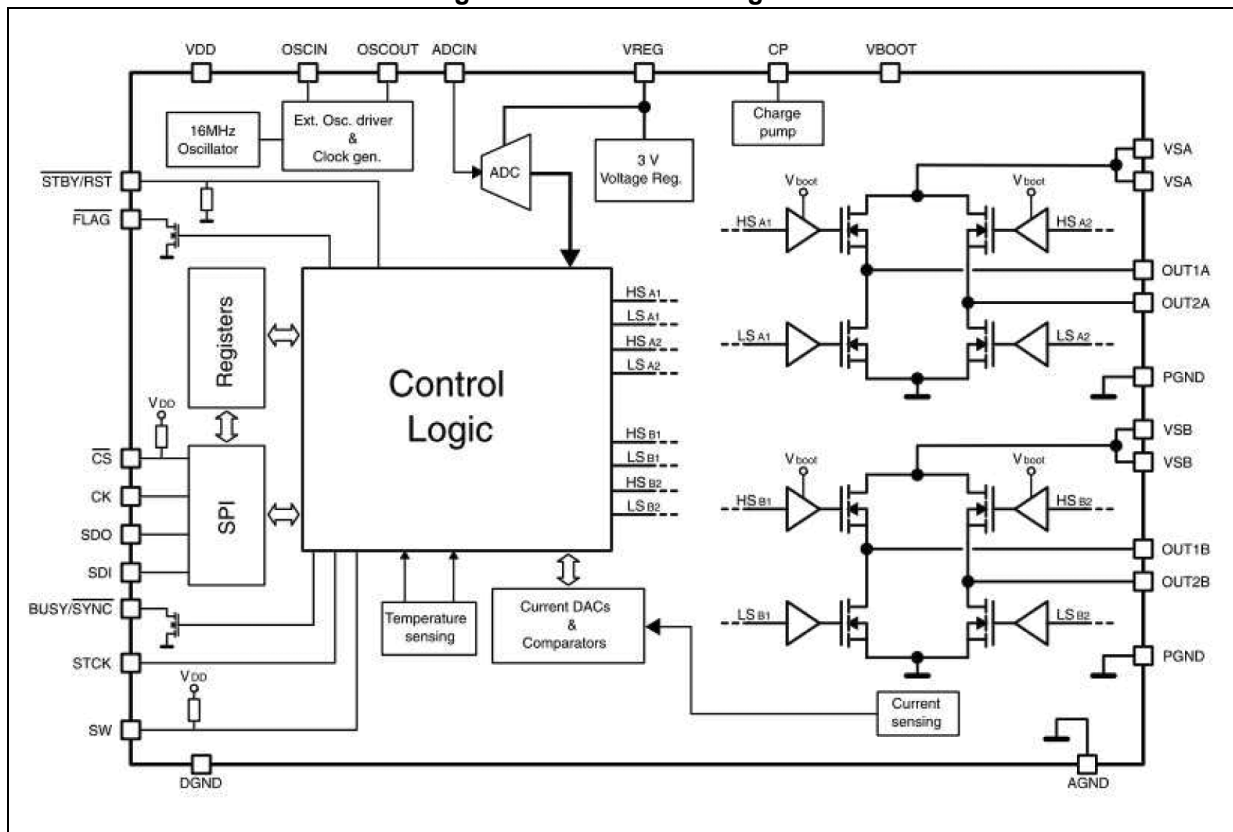 VDD
OSCIN
OSCOUT
ADCIN
VREG
CP
VBOOT
16MHz
Oscillator
Ext. Osc. driver
&
Clock gen.
ADC
3 V
Voltage Reg.
Charge
pump
VSA
VSA
STBY/RST
FLAG
Vboot
Vboot
HS A1
HS A2
OUT1A
OUT2A
LS A1
LS A2
PGND
Registers
Control
Logic
HS A1
LS A1
HS A2
LS A2
HS B1
LS B1
HS B2
LS B2
VDD
CS
CK
SDO
SDI
SPI
VSB
VSB
Vboot
Vboot
HS B1
HS B2
OUT1B
OUT2B
LS B1
LS B2
PGND
BUSY/SYNC
STCK
VDD
SW
Temperature
sensing
Current DACs
&
Comparators
Current
sensing
DGND
AGND